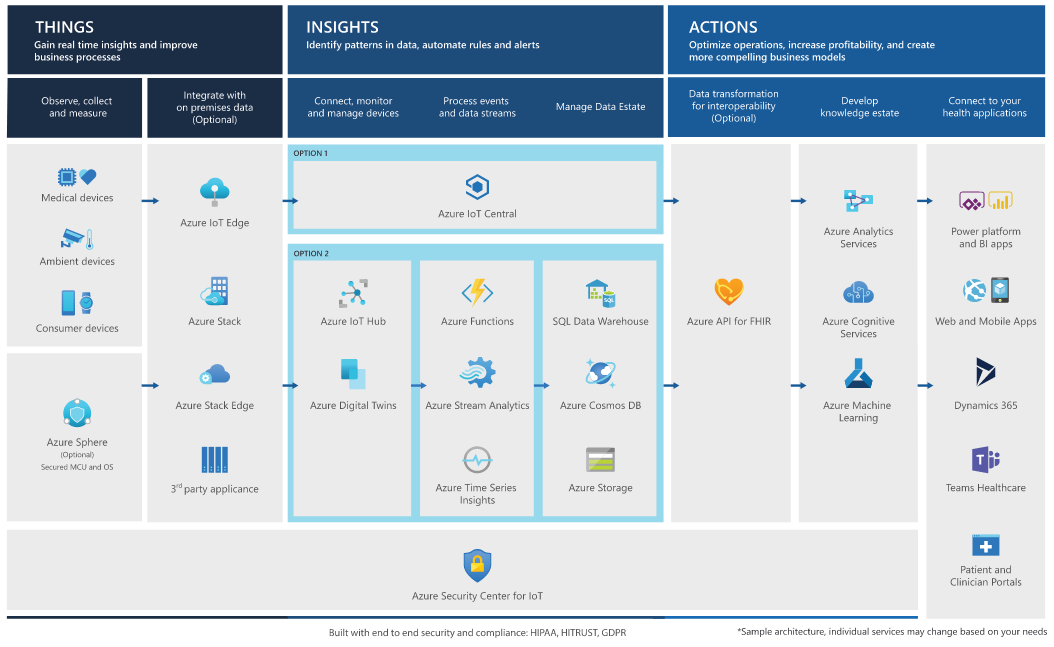 THINGS
Gain real time insights and improve
business processes
INSIGHTS
Identify patterns in data, automate rules and alerts
ACTIONS
Optimize operations, increase profitability, and create
more compelling business models
Observe, collect
and measure
Integrate with
on premises data
(Optional)
Connect, monitor
and manage devices
Process events
and data streams
Manage Data Estate
Data transformation
for interoperability
(Optional)
Develop
knowledge estate
Connect to your
health applications
Medical devices
Ambient devices
Consumer devices
Azure Sphere
(Optional)
Secured MCU and OS
Azure IoT Edge
Azure Stack
Azure Stack Edge
3rd party applicance
OPTION 1
Azure IoT Central
OPTION 2
Azure IoT Hub
Azure Digital Twins
Azure Functions
Azure Stream Analytics
Azure Time Series
Insights
SQL
SQL Data Warehouse
Azure Cosmos DB
Azure Storage
Azure API for FHIR
Azure Analytics
Services
Azure Cognitive
Services
Azure Machine
Learning
Power platform
and BI apps
Web and Mobile Apps
Dynamics 365
T
Teams Healthcare
Patient and
Clinician Portals
Azure Security Center for IoT
Built with end to end security and compliance: HIPAA, HITRUST, GDPR
*Sample architecture, individual services may change based on your needs